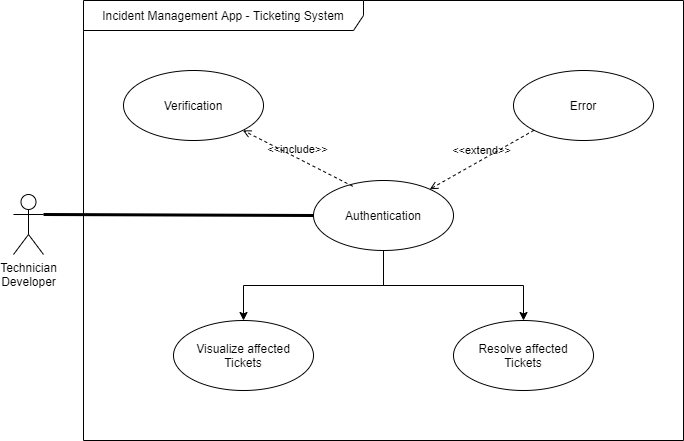 Incident Management App - Ticketing System
Verification
Error
<<include>>
<<extend>>
Authentication
Technician
Developer
Visualize affected
Tickets
Resolve affected
Tickets